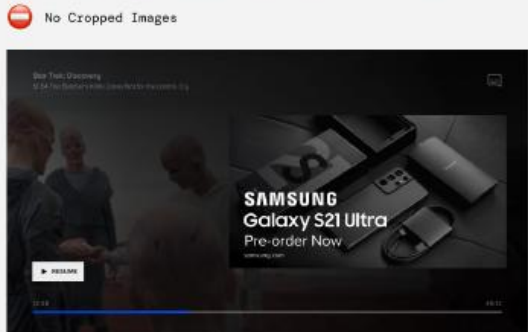 No Cropped Images
Star Trek: Discovery
SAMSUNG
Galaxy S21 Ultra
Pre-order Now
samsung.com
RESUME